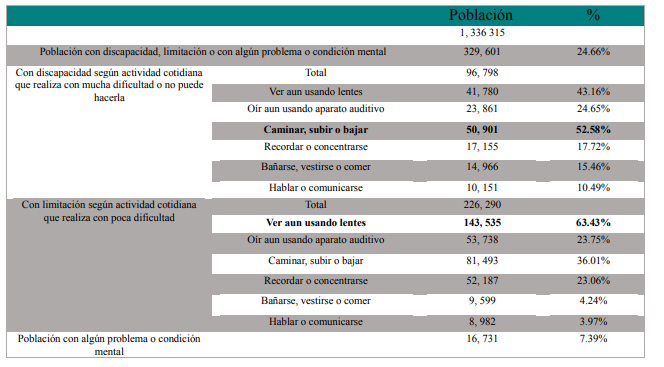 Población %
1, 336 315
Población con discapacidad, limitación o con algún problema o condición mental 329, 601 24.66%
Con discapacidad según actividad cotidiana que realiza con mucha dificultad o no puede hacerla Total 96, 798
Ver aun usando lentes 41, 780 43.16%
Oír aun usando aparato auditivo 23, 861 24.65%
Caminar, subir o bajar 50, 901 52.58%
Recordar o concentrarse 17, 155 17.72%
Bañarse, vestirse o comer 14, 966 15.46%
Hablar o comunicarse 10, 151 10.49%
Con limitación según actividad cotidiana que realiza con poca dificultad Total 226, 290
Ver aun usando lentes 143, 535 63.43%
Oír aun usando aparato auditivo 53, 738 23.75%
Caminar, subir o bajar 81, 493 36.01%
Recordar o concentrarse 52, 187 23.06%
Bañarse, vestirse o comer 9, 599 4.24%
Hablar o comunicarse 8, 982 3.97%
Población con algún problema o condición mental 16, 731 7.39%